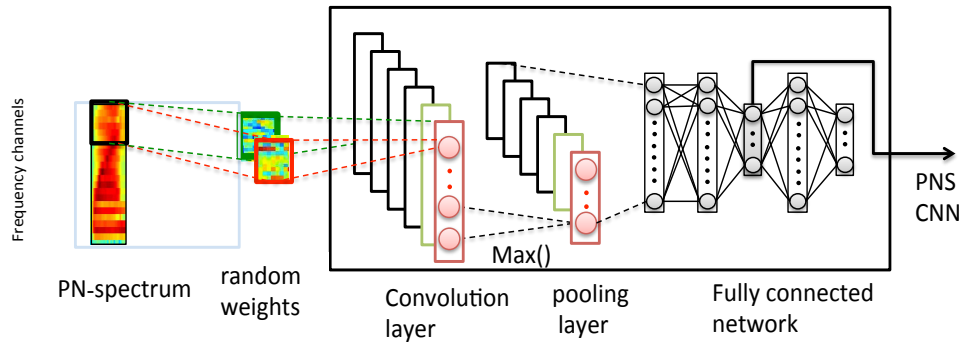 Frequency channels
PN-spectrum
random
weights
Convolution
layer
Max()
pooling
layer
Fully connected
network
PNS
CNN